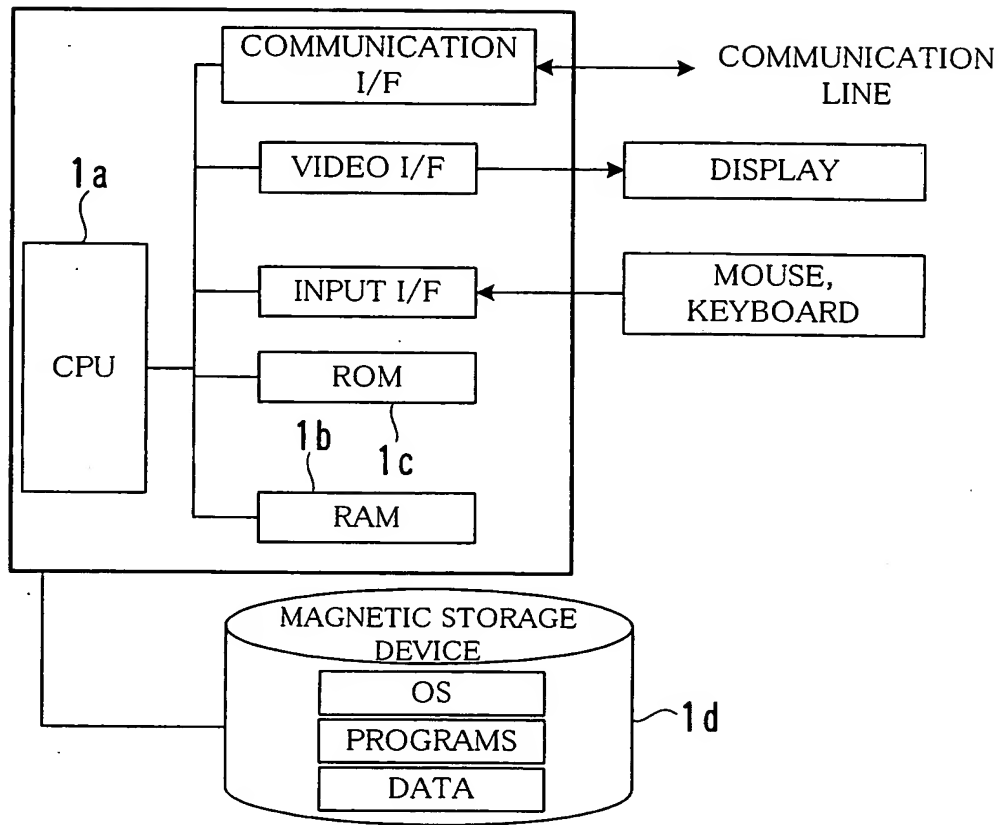 COMMUNICATION
I/F
COMMUNICATION
LINE
1a
VIDEO I/F
DISPLAY
INPUT I/F
MOUSE,
KEYBOARD
CPU
ROM
1b
1c
RAM
MAGNETIC STORAGE
DEVICE
OS
1d
PROGRAMS
DATA